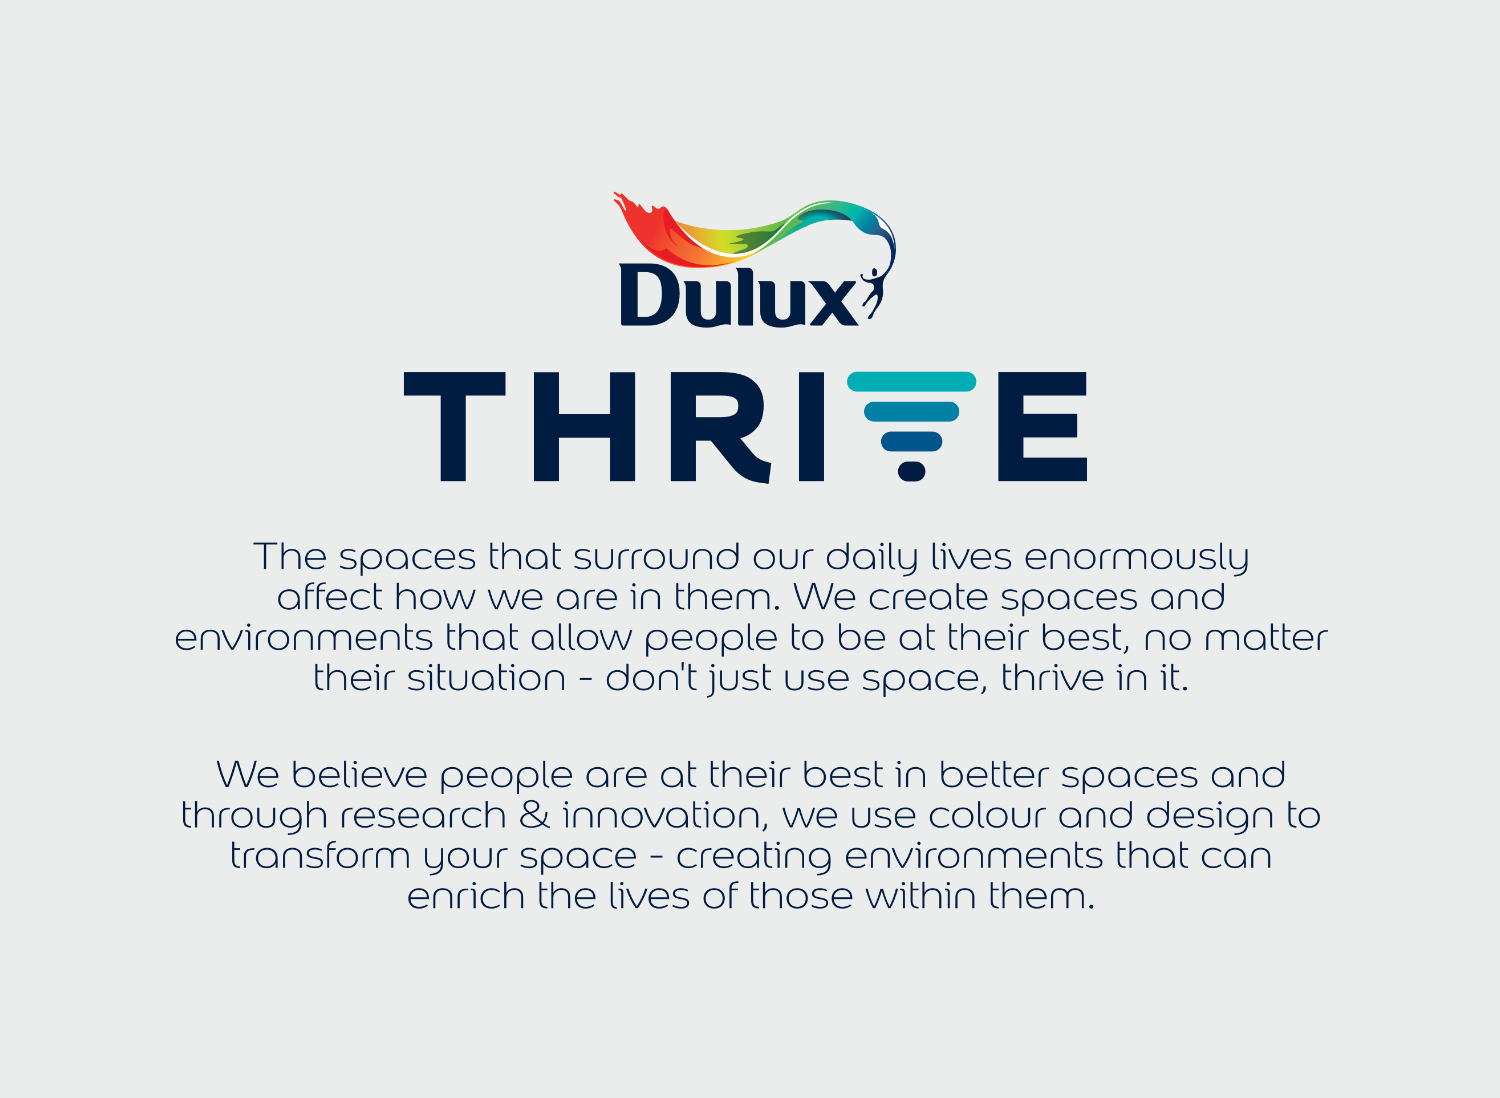 Dulux
THRIVE
The spaces that surround our daily lives enormously
affect how we are in them. We create spaces and
environments that allow people to be at their best, no matter
their situation - don't just use space, thrive in it.
We believe people are at their best in better spaces and
through research & innovation, we use colour and design to
transform your space - creating environments that can
enrich the lives of those within them.